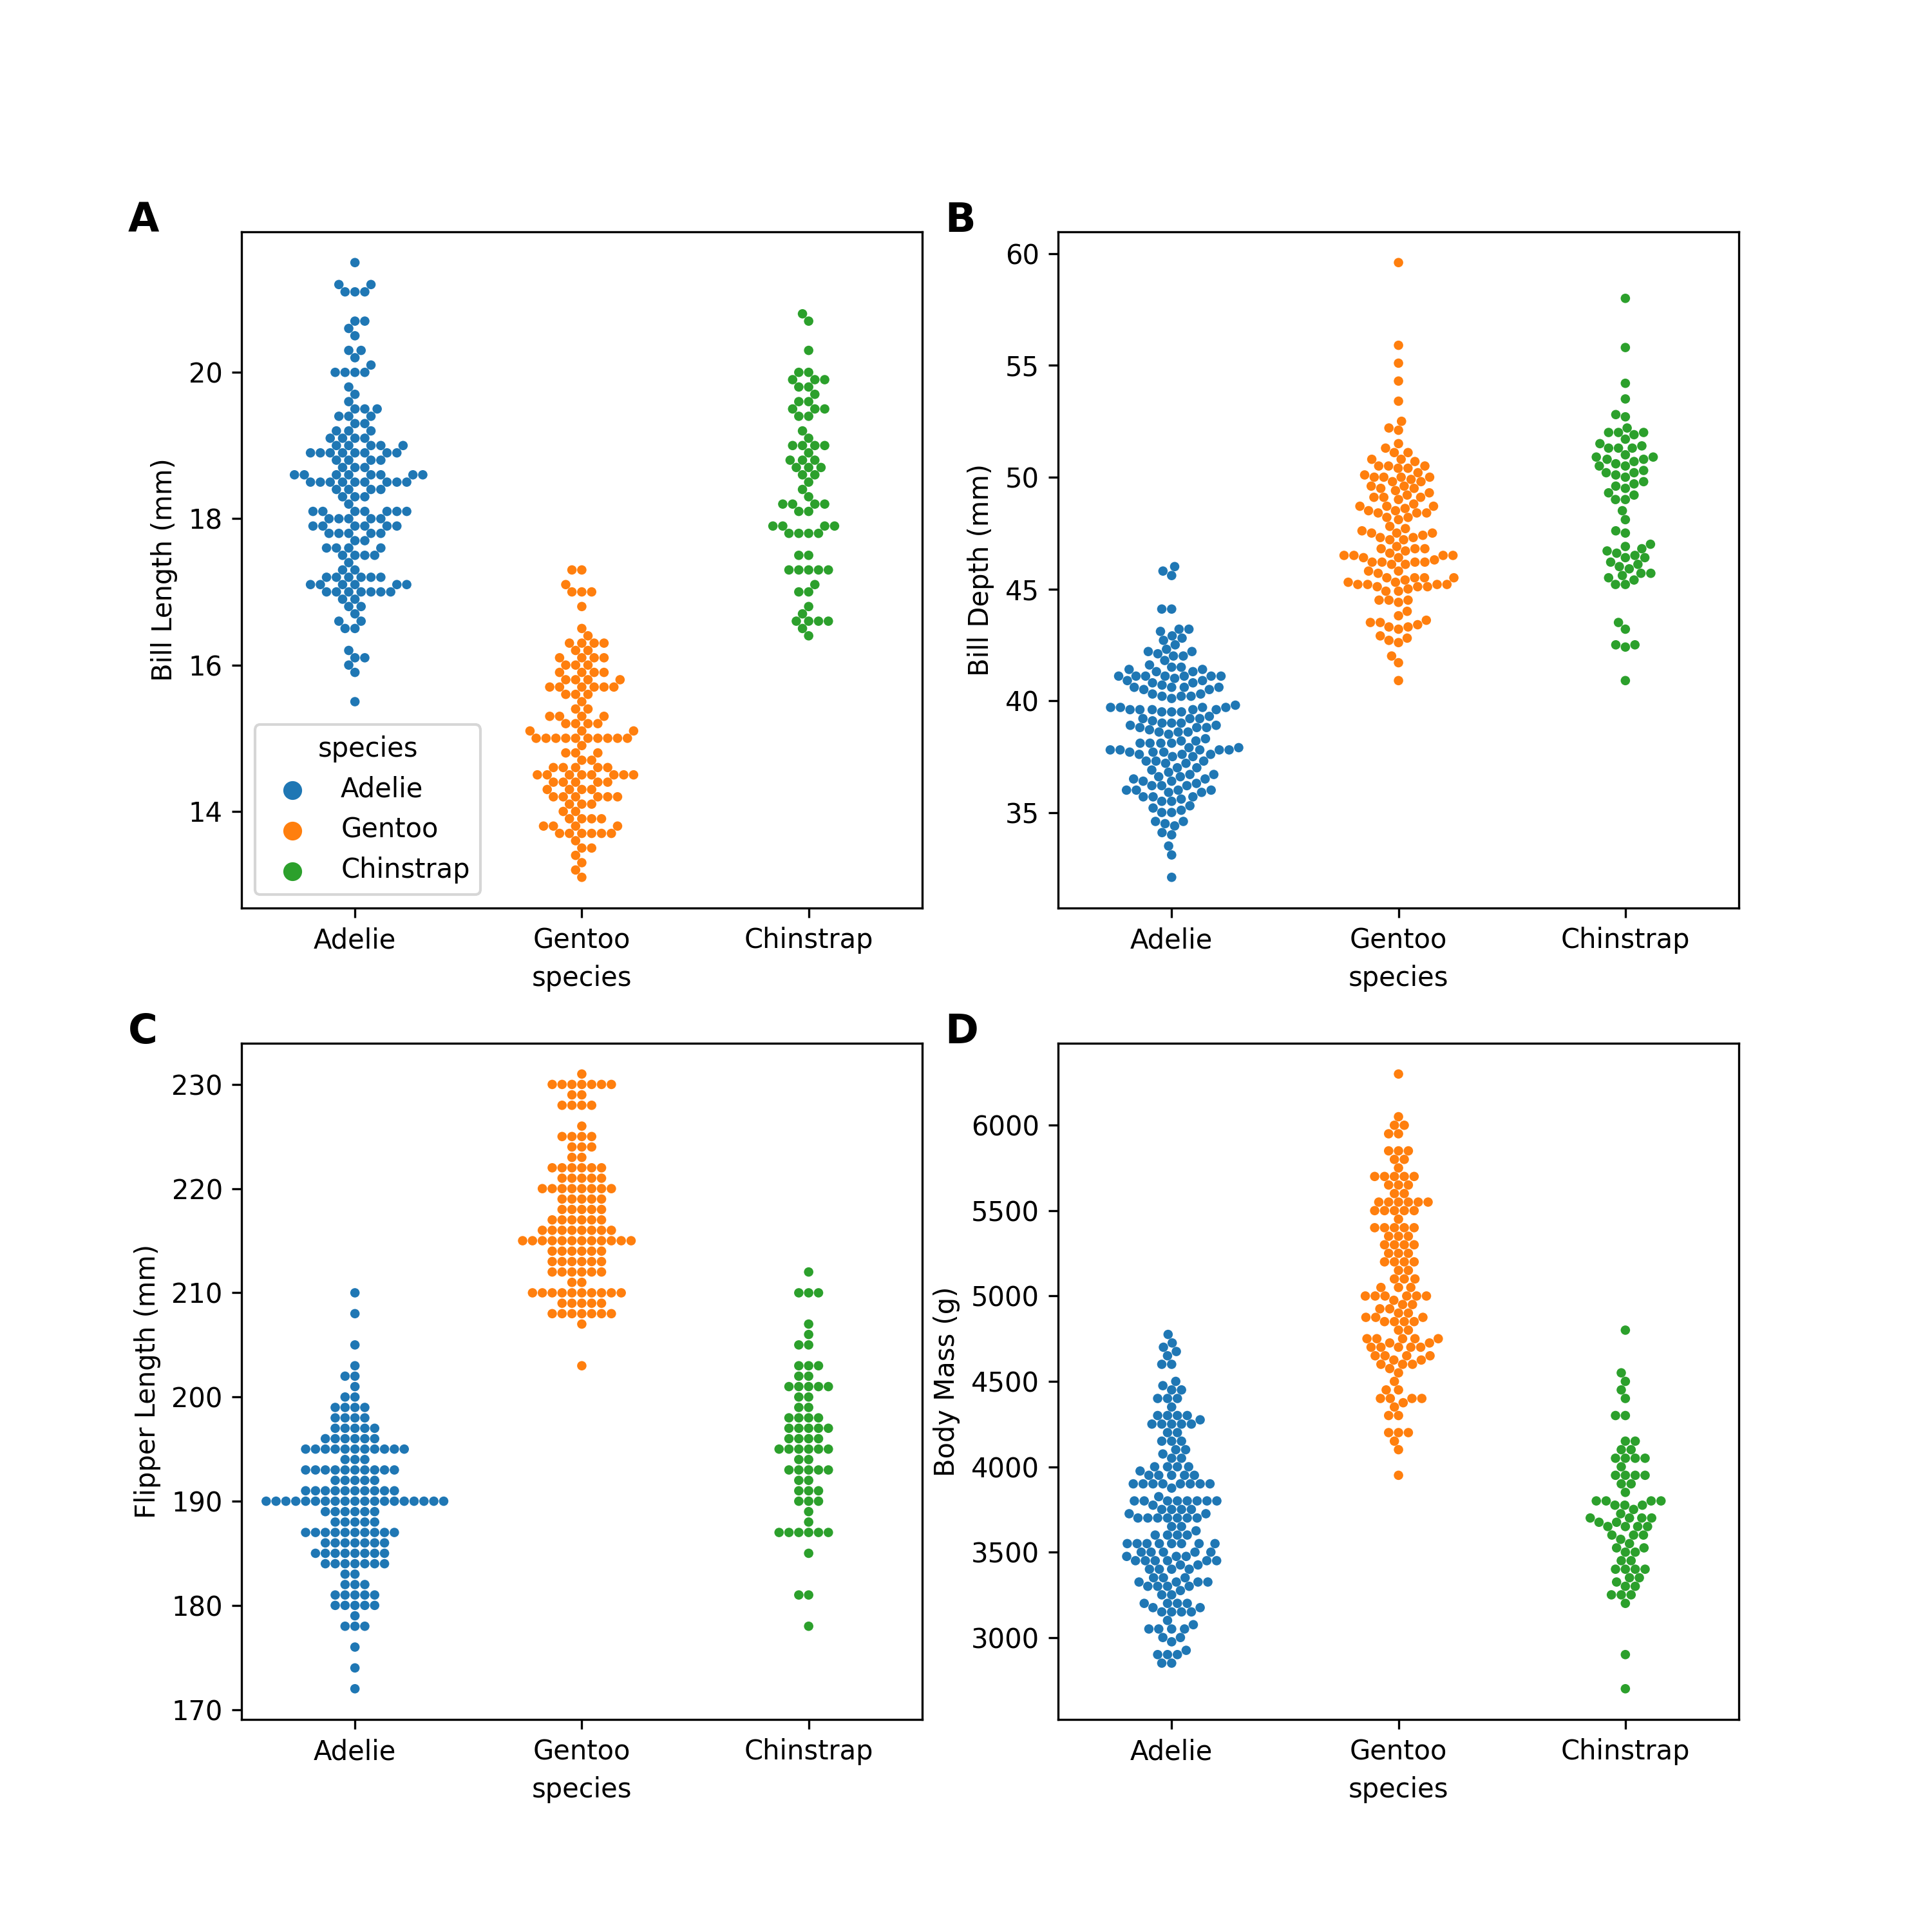 A
B
Bill Length (mm)
20
18
16
14
species
Adelie
Gentoo
Chinstrap
Adelie Gentoo Chinstrap
species
Bill Depth (mm)
60
55
50
45
40
35
Adelie Gentoo Chinstrap
species
C
D
Flipper Length (mm)
230
220
210
200
190
180
170
Adelie Gentoo Chinstrap
species
Body Mass (g)
6000
5500
5000
4500
4000
3500
3000
Adelie Gentoo Chinstrap
species